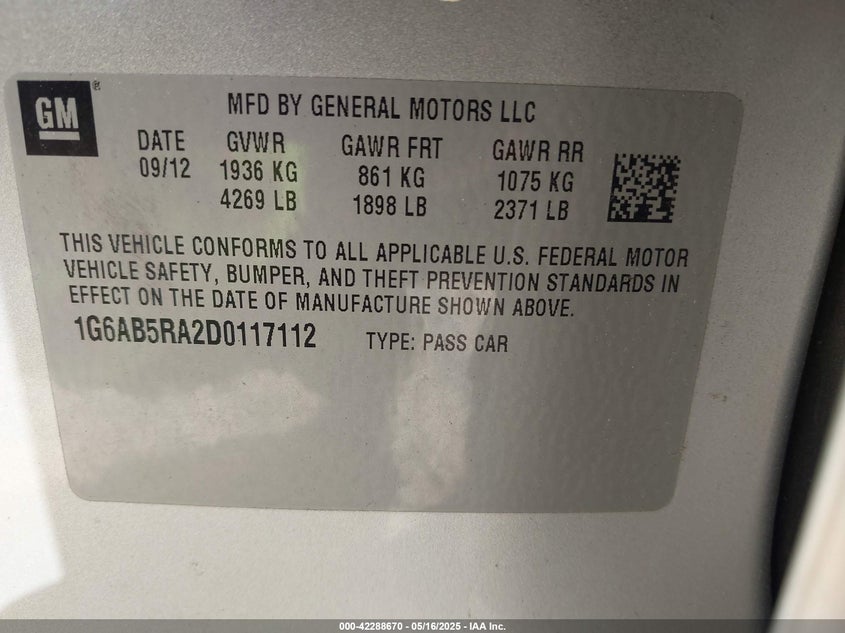 GM ®
MFD BY GENERAL MOTORS LLC
DATE GVWR GAWR FRT GAWR RR
09/12 1936 KG 861 KG 1075 KG
4269 LB 1898 LB 2371 LB
THIS VEHICLE CONFORMS TO ALL APPLICABLE U.S. FEDERAL MOTOR
VEHICLE SAFETY, BUMPER, AND THEFT PREVENTION STANDARDS IN
EFFECT ON THE DATE OF MANUFACTURE SHOWN ABOVE.
1G6AB5RA2D0117112 TYPE: PASS CAR
000-42288670 - 05/16/2025 - IAA Inc.